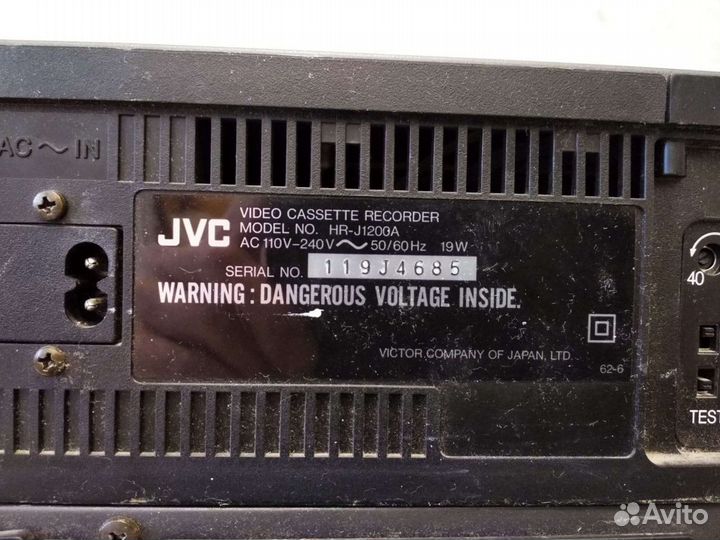 AC ~ IN
JVC
VIDEO CASSETTE RECORDER
MODEL NO. HR-J1200A
AC 110V-240V ~ 50/60Hz 19W
SERIAL NO. 119J4685
WARNING : DANGEROUS VOLTAGE INSIDE.
VICTOR COMPANY OF JAPAN, LTD.
62-6
40
TEST
Avito